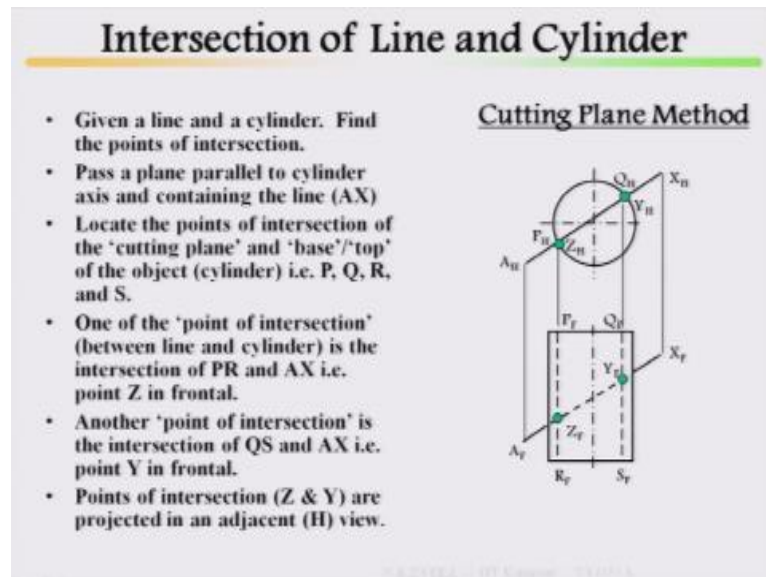 Intersection of Line and Cylinder
• Given a line and a cylinder. Find
the points of intersection.
• Pass a plane parallel to cylinder
axis and containing the line (AX)
• Locate the points of intersection of
the ‘cutting plane’ and ‘base’/‘top’
of the object (cylinder) i.e. P, Q, R,
and S.
• One of the ‘point of intersection’
(between line and cylinder) is the
intersection of PR and AX i.e.
point Z in frontal.
• Another ‘point of intersection’ is
the intersection of QS and AX i.e.
point Y in frontal.
• Points of intersection (Z & Y) are
projected in an adjacent (H) view.
Cutting Plane Method
QH XH
YH
PH ZH
AH
PF QF
XF
YF
ZF
AF
RF SF